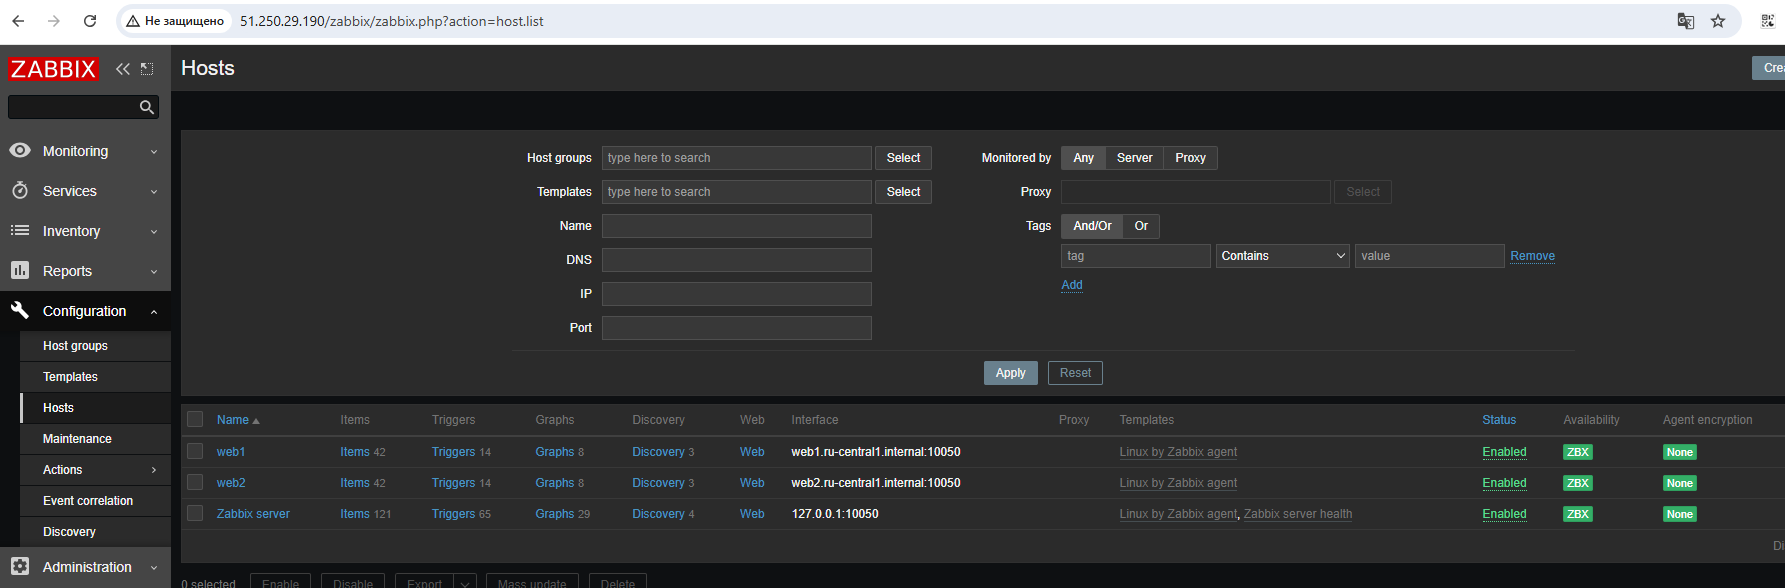 Не защищено 51.250.29.190/zabbix/zabbix.php?action=host.list
ZABBIX
Hosts
Monitoring
Services
Inventory
Reports
Configuration
Host groups
Templates
Hosts
Maintenance
Actions
Event correlation
Discovery
Administration
Host groups type here to search Select
Templates type here to search Select
Name
DNS
IP
Port
Monitored by Any Server Proxy
Proxy Select
Tags And/Or Or
tag Contains value Remove
Add
Apply Reset
Name Items Triggers Graphs Discovery Web Interface Proxy Templates Status Availability Agent encryption
web1 Items 42 Triggers 14 Graphs 8 Discovery 3 Web web1.ru-central1.internal:10050 Linux by Zabbix agent Enabled ZBX None
web2 Items 42 Triggers 14 Graphs 8 Discovery 3 Web web2.ru-central1.internal:10050 Linux by Zabbix agent Enabled ZBX None
Zabbix server Items 121 Triggers 65 Graphs 29 Discovery 4 Web 127.0.0.1:10050 Linux by Zabbix agent, Zabbix server health Enabled ZBX None
0 selected Enable Disable Export Mass update Delete